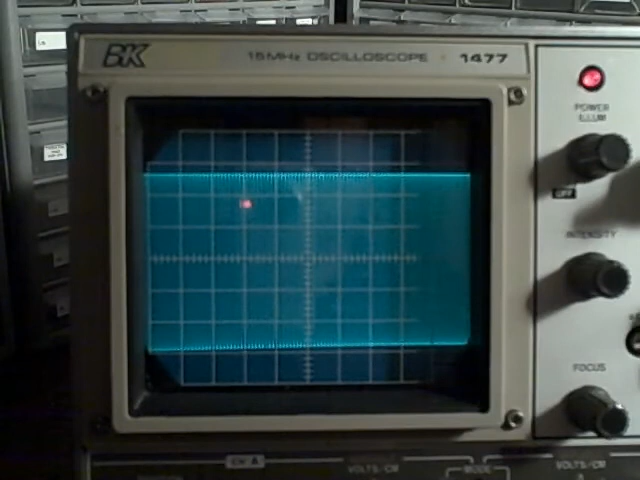 BK 15MHz OSCILLOSCOPE 1477
POWER
ILLUM
OFF
INTENSITY
FOCUS
CH A
VOLTS/CM
MODE
VOLTS/CM